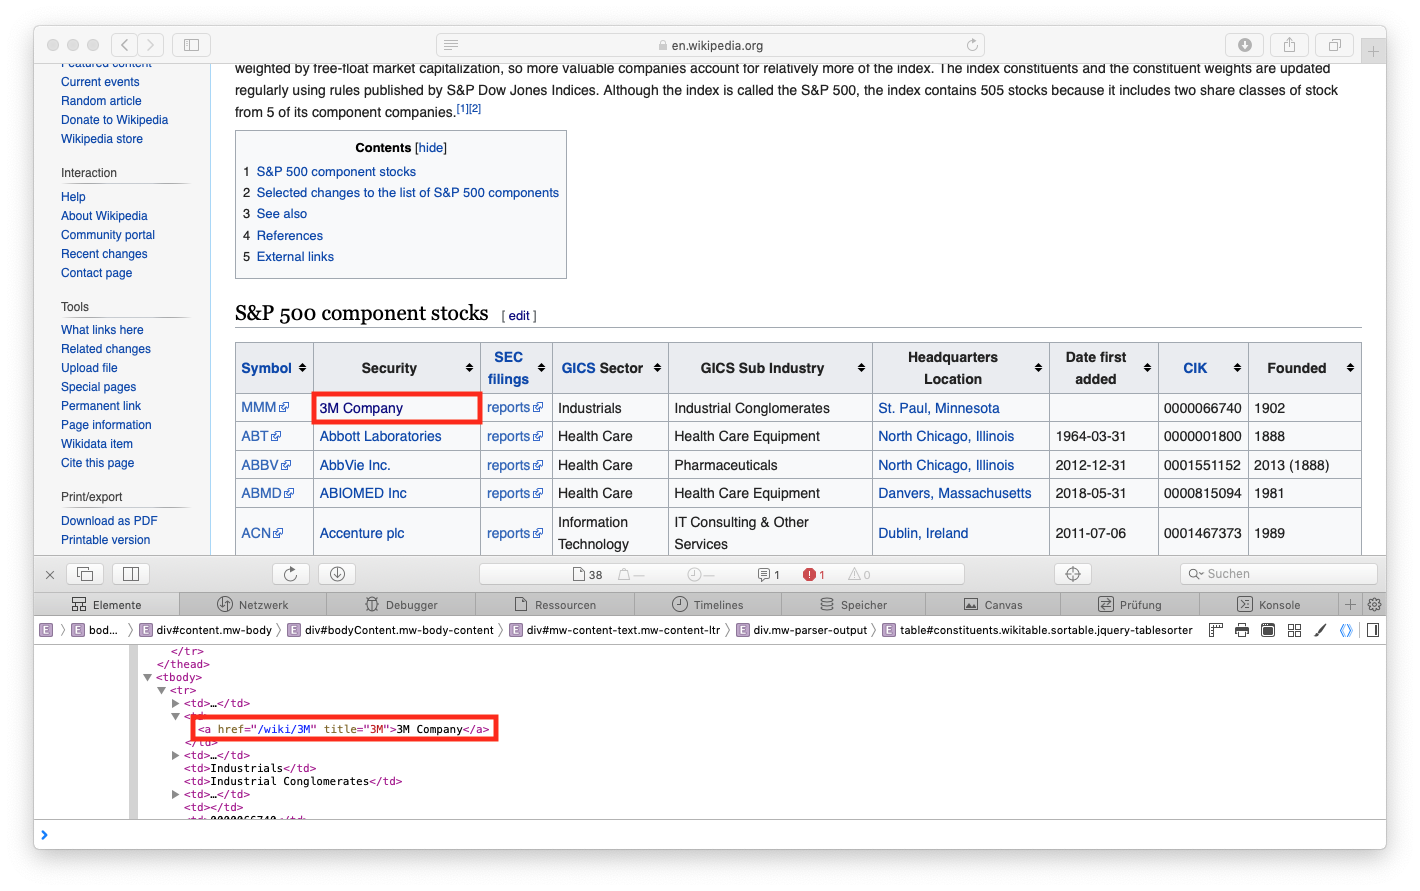 en.wikipedia.org
Featured content
Current events
Random article
Donate to Wikipedia
Wikipedia store
Interaction
Help
About Wikipedia
Community portal
Recent changes
Contact page
Tools
What links here
Related changes
Upload file
Special pages
Permanent link
Page information
Wikidata item
Cite this page
Print/export
Download as PDF
Printable version
weighted by free-float market capitalization, so more valuable companies account for relatively more of the index. The index constituents and the constituent weights are updated
regularly using rules published by S&P Dow Jones Indices. Although the index is called the S&P 500, the index contains 505 stocks because it includes two share classes of stock
from 5 of its component companies.[1][2]
Contents [hide]
1 S&P 500 component stocks
2 Selected changes to the list of S&P 500 components
3 See also
4 References
5 External links
S&P 500 component stocks [ edit ]
Symbol Security SEC filings GICS Sector GICS Sub Industry Headquarters Location Date first added CIK Founded
MMM 3M Company reports Industrials Industrial Conglomerates St. Paul, Minnesota 0000066740 1902
ABT Abbott Laboratories reports Health Care Health Care Equipment North Chicago, Illinois 1964-03-31 0000001800 1888
ABBV AbbVie Inc. reports Health Care Pharmaceuticals North Chicago, Illinois 2012-12-31 0001551152 2013 (1888)
ABMD ABIOMED Inc reports Health Care Health Care Equipment Danvers, Massachusetts 2018-05-31 0000815094 1981
ACN Accenture plc reports Information Technology IT Consulting & Other Services Dublin, Ireland 2011-07-06 0001467373 1989
38 — — 1 1 0 Suchen
Elemente Netzwerk Debugger Ressourcen Timelines Speicher Canvas Prüfung Konsole
E E bod... E div#content.mw-body E div#bodyContent.mw-body-content E div#mw-content-text.mw-content-ltr E div.mw-parser-output E table#constituents.wikitable.sortable.jquery-tablesorter
</tr>
</thead>
<tbody>
<tr>
<td>…</td>
<td>
<a href="/wiki/3M" title="3M">3M Company</a>
</td>
<td>…</td>
<td>Industrials</td>
<td>Industrial Conglomerates</td>
<td>…</td>
<td></td>
<td>0000066740</td>